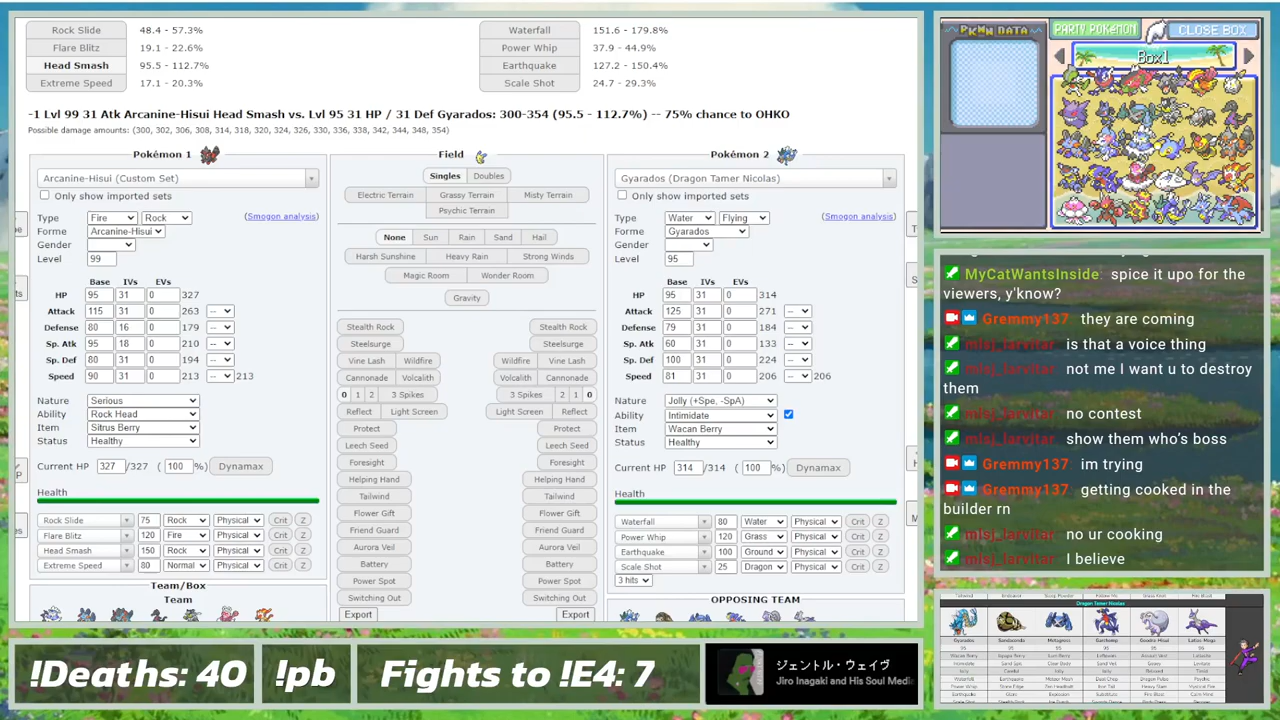 Rock Slide 48.4 - 57.3%
Flare Blitz 19.1 - 22.6%
Head Smash 95.5 - 112.7%
Extreme Speed 17.1 - 20.3%
Waterfall 151.6 - 179.8%
Power Whip 37.9 - 44.9%
Earthquake 127.2 - 150.4%
Scale Shot 24.7 - 29.3%
-1 Lvl 99 31 Atk Arcanine-Hisui Head Smash vs. Lvl 95 31 HP / 31 Def Gyarados: 300-354 (95.5 - 112.7%) -- 75% chance to OHKO
Possible damage amounts: (300, 302, 306, 308, 314, 318, 320, 324, 326, 330, 336, 338, 342, 344, 348, 354)
Pokémon 1
Arcanine-Hisui (Custom Set)
Only show imported sets
Type Fire Rock (Smogon analysis)
Forme Arcanine-Hisui
Gender
Level 99
Base IVs EVs
HP 95 31 0 327
Attack 115 31 0 263 --
Defense 80 16 0 179 --
Sp. Atk 95 18 0 210 --
Sp. Def 80 31 0 194 --
Speed 90 31 0 213 --
Nature Serious
Ability Rock Head
Item Sitrus Berry
Status Healthy
Current HP 327 /327 ( 100 %) Dynamax
Health
Rock Slide 75 Rock Physical Crit Z
Flare Blitz 120 Fire Physical Crit Z
Head Smash 150 Rock Physical Crit Z
Extreme Speed 80 Normal Physical Crit Z
Team/Box
Team
Field
Singles Doubles
Electric Terrain Grassy Terrain Misty Terrain
Psychic Terrain
None Sun Rain Sand Hail
Harsh Sunshine Heavy Rain Strong Winds
Magic Room Wonder Room
Gravity
Stealth Rock Stealth Rock
Steelsurge Steelsurge
Vine Lash Wildfire Wildfire Vine Lash
Cannonade Volcalith Volcalith Cannonade
0 1 2 3 Spikes 3 Spikes 2 1 0
Reflect Light Screen Light Screen Reflect
Protect Protect
Leech Seed Leech Seed
Foresight Foresight
Helping Hand Helping Hand
Tailwind Tailwind
Flower Gift Flower Gift
Friend Guard Friend Guard
Aurora Veil Aurora Veil
Battery Battery
Power Spot Power Spot
Switching Out Switching Out
Export Export
Pokémon 2
Gyarados (Dragon Tamer Nicolas)
Only show imported sets
Type Water Flying (Smogon analysis)
Forme Gyarados
Gender
Level 95
Base IVs EVs
HP 95 31 0 314
Attack 125 31 0 271 --
Defense 79 31 0 184 --
Sp. Atk 60 31 0 133 --
Sp. Def 100 31 0 224 --
Speed 81 31 0 206 -- 206
Nature Jolly (+Spe, -SpA)
Ability Intimidate
Item Wacan Berry
Status Healthy
Current HP 314 /314 ( 100 %) Dynamax
Health
Waterfall 80 Water Physical Crit Z
Power Whip 120 Grass Physical Crit Z
Earthquake 100 Ground Physical Crit Z
Scale Shot 25 Dragon Physical Crit Z
3 hits
OPPOSING TEAM
PKMN DATA
PARTY POKéMON
CLOSE BOX
Box1
MyCatWantsInside: spice it upo for the
viewers, y'know?
Gremmy137: they are coming
mlsj_larvitar: is that a voice thing
mlsj_larvitar: not me I want u to destroy
them
mlsj_larvitar: no contest
mlsj_larvitar: show them who's boss
Gremmy137: im trying
Gremmy137: getting cooked in the
builder rn
mlsj_larvitar: no ur cooking
mlsj_larvitar: I believe
Dragon Tamer Nicolas
Gyarados Sandaconda Metagross Garchomp Goodra Hisui Latias Mega
!Deaths: 40 !pb
ジェントル・ウェイヴ
Jiro Inagaki and His Soul Media